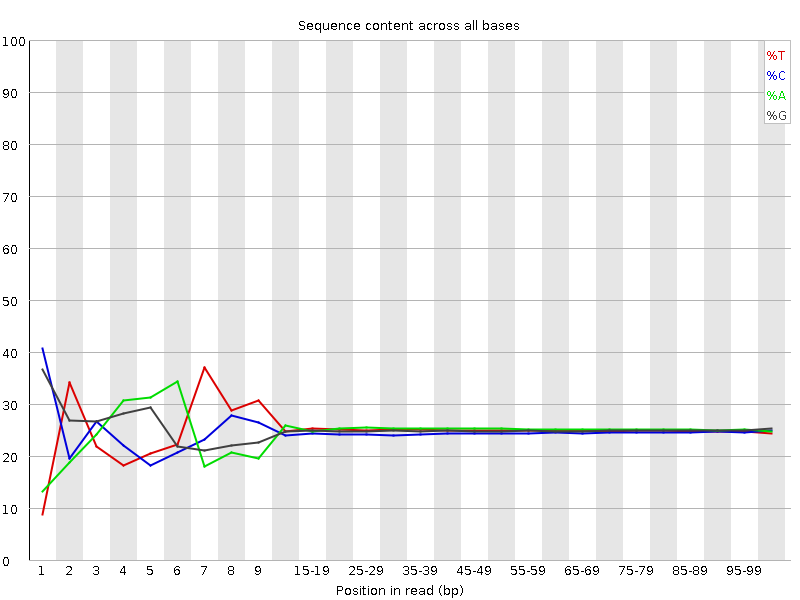 Sequence content across all bases
100
90
80
70
60
50
40
30
20
10
0
%T
%C
%A
%G
1 2 3 4 5 6 7 8 9 15-19 25-29 35-39 45-49 55-59 65-69 75-79 85-89 95-99
Position in read (bp)